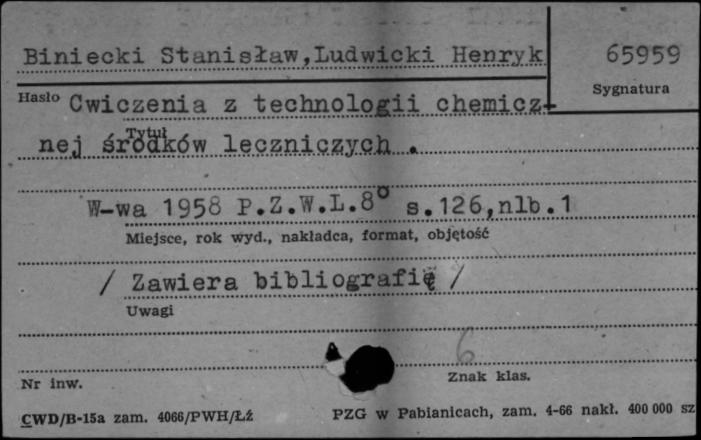 Biniecki Stanisław,Ludwicki Henryk
65959
Sygnatura
Hasło Cwiczenia z technologii chemicz-
Tytuł
nej środków leczniczych .
W-wa 1958 P.Z.W.L.8° s.126,nlb.1
Miejsce, rok wyd., nakładca, format, objętość
/ Zawiera bibliografię /
Uwagi
6
Nr inw.
Znak klas.
CWD/B-15a zam. 4066/PWH/Łź
PZG w Pabianicach, zam. 4-66 nakł. 400 000 sz